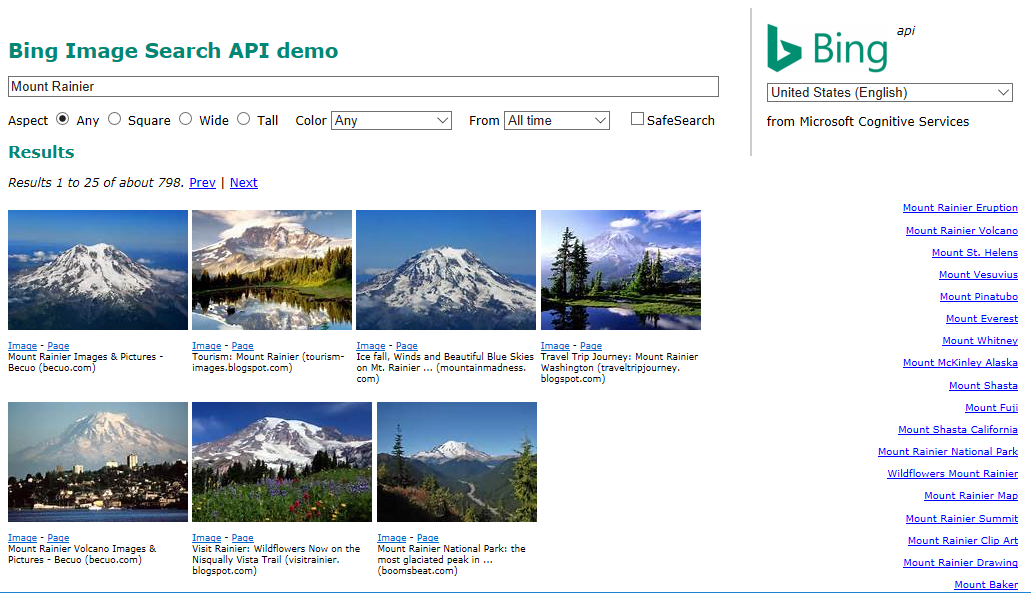 Bing Image Search API demo
Mount Rainier
Aspect Any Square Wide Tall Color Any From All time SafeSearch
Bing api
United States (English)
from Microsoft Cognitive Services
Results
Results 1 to 25 of about 798. Prev | Next
Image - Page
Mount Rainier Images & Pictures -
Becuo (becuo.com)
Image - Page
Tourism: Mount Rainier (tourism-
images.blogspot.com)
Image - Page
Ice fall, Winds and Beautiful Blue Skies
on Mt. Rainier ... (mountainmadness.
com)
Image - Page
Travel Trip Journey: Mount Rainier
Washington (traveltripjourney.
blogspot.com)
Image - Page
Mount Rainier Volcano Images &
Pictures - Becuo (becuo.com)
Image - Page
Visit Rainier: Wildflowers Now on the
Nisqually Vista Trail (visitrainier.
blogspot.com)
Image - Page
Mount Rainier National Park: the
most glaciated peak in ...
(boomsbeat.com)
Mount Rainier Eruption
Mount Rainier Volcano
Mount St. Helens
Mount Vesuvius
Mount Pinatubo
Mount Everest
Mount Whitney
Mount McKinley Alaska
Mount Shasta
Mount Fuji
Mount Shasta California
Mount Rainier National Park
Wildflowers Mount Rainier
Mount Rainier Map
Mount Rainier Summit
Mount Rainier Clip Art
Mount Rainier Drawing
Mount Baker